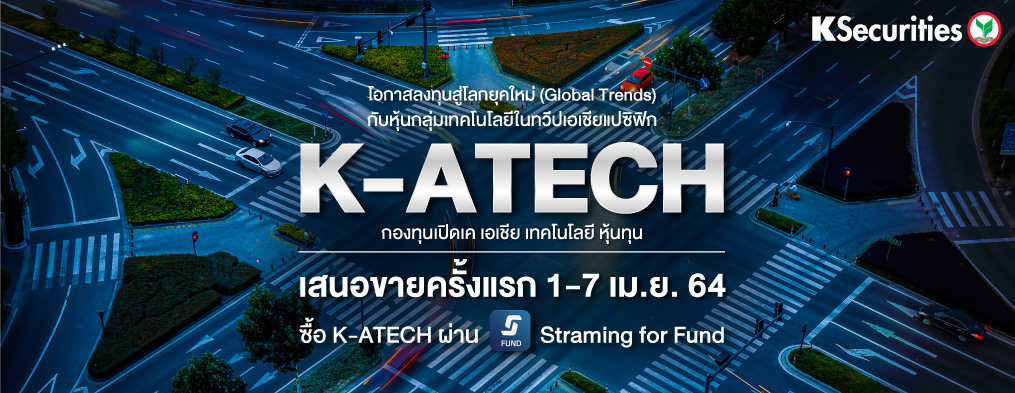 KSecurities
โอกาสลงทุนสู่โลกยุคใหม่ (Global Trends)
กับหุ้นกลุ่มเทคโนโลยีในทวีปเอเชียแปซิฟิก
K-ATECH
กองทุนเปิดเค เอเชีย เทคโนโลยี หุ้นทุน
เสนอขายครั้งแรก 1-7 เม.ย. 64
ซื้อ K-ATECH ผ่าน S FUND Straming for Fund